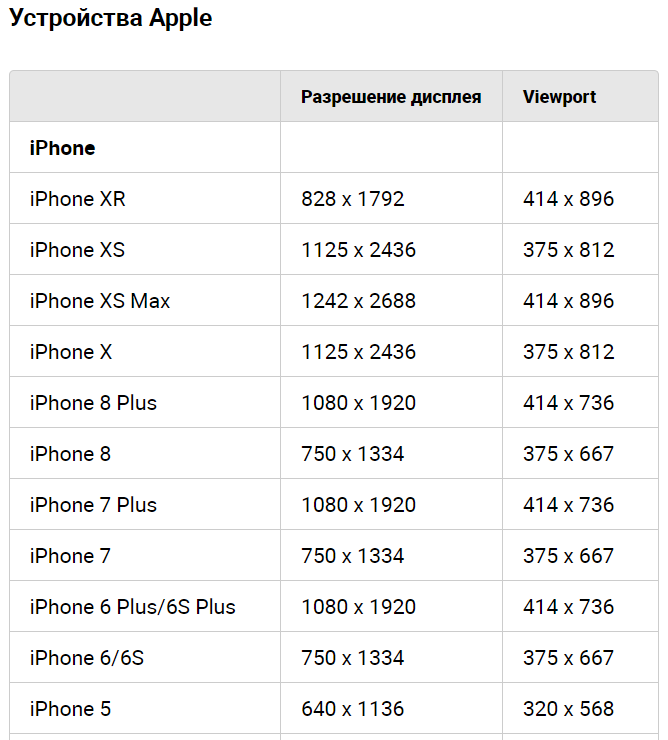 Устройства Apple
Разрешение дисплея Viewport
iPhone
iPhone XR 828 x 1792 414 x 896
iPhone XS 1125 x 2436 375 x 812
iPhone XS Max 1242 x 2688 414 x 896
iPhone X 1125 x 2436 375 x 812
iPhone 8 Plus 1080 x 1920 414 x 736
iPhone 8 750 x 1334 375 x 667
iPhone 7 Plus 1080 x 1920 414 x 736
iPhone 7 750 x 1334 375 x 667
iPhone 6 Plus/6S Plus 1080 x 1920 414 x 736
iPhone 6/6S 750 x 1334 375 x 667
iPhone 5 640 x 1136 320 x 568